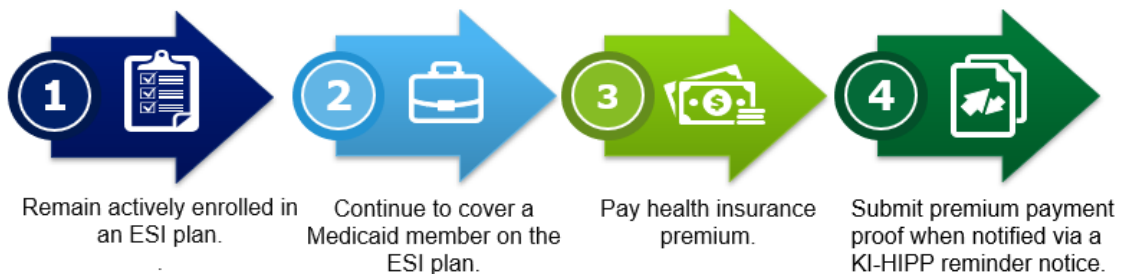 1
2
3
4
$
Remain actively enrolled in
an ESI plan.
.
Continue to cover a
Medicaid member on the
ESI plan.
Pay health insurance
premium.
Submit premium payment
proof when notified via a
KI-HIPP reminder notice.